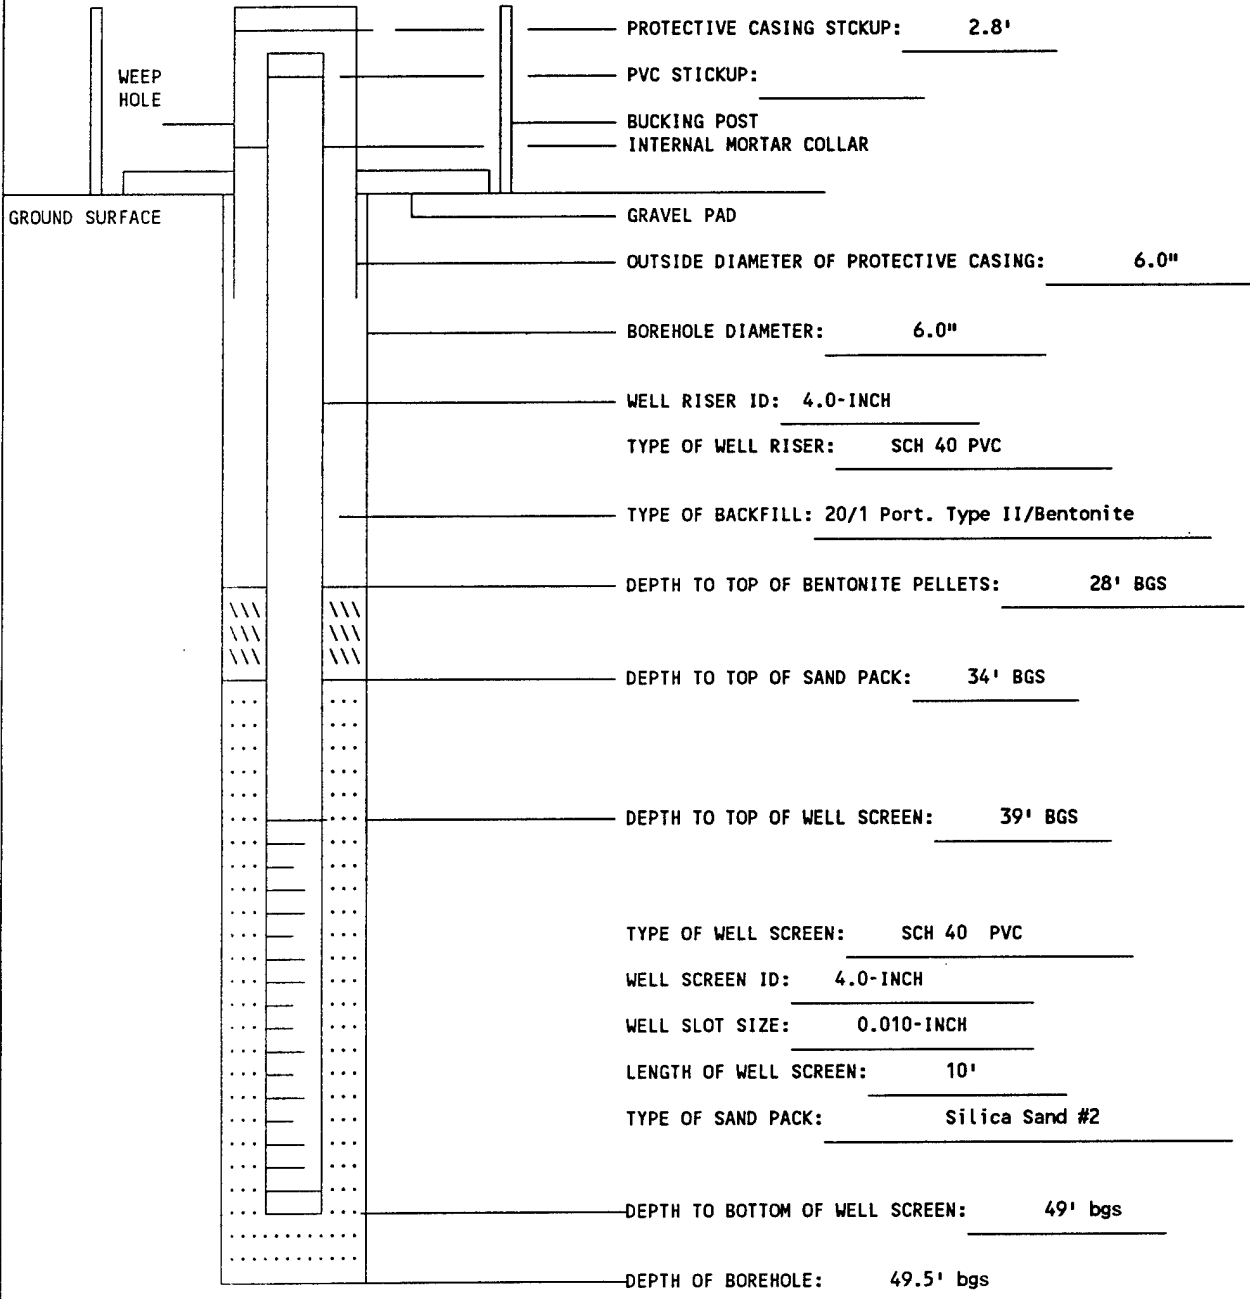 PROTECTIVE CASING STCKUP: 2.8'
WEEP
HOLE
PVC STICKUP:
BUCKING POST
INTERNAL MORTAR COLLAR
GROUND SURFACE
GRAVEL PAD
OUTSIDE DIAMETER OF PROTECTIVE CASING: 6.0"
BOREHOLE DIAMETER: 6.0"
WELL RISER ID: 4.0-INCH
TYPE OF WELL RISER: SCH 40 PVC
TYPE OF BACKFILL: 20/1 Port. Type II/Bentonite
DEPTH TO TOP OF BENTONITE PELLETS: 28' BGS
DEPTH TO TOP OF SAND PACK: 34' BGS
DEPTH TO TOP OF WELL SCREEN: 39' BGS
TYPE OF WELL SCREEN: SCH 40 PVC
WELL SCREEN ID: 4.0-INCH
WELL SLOT SIZE: 0.010-INCH
LENGTH OF WELL SCREEN: 10'
TYPE OF SAND PACK: Silica Sand #2
DEPTH TO BOTTOM OF WELL SCREEN: 49' bgs
DEPTH OF BOREHOLE: 49.5' bgs